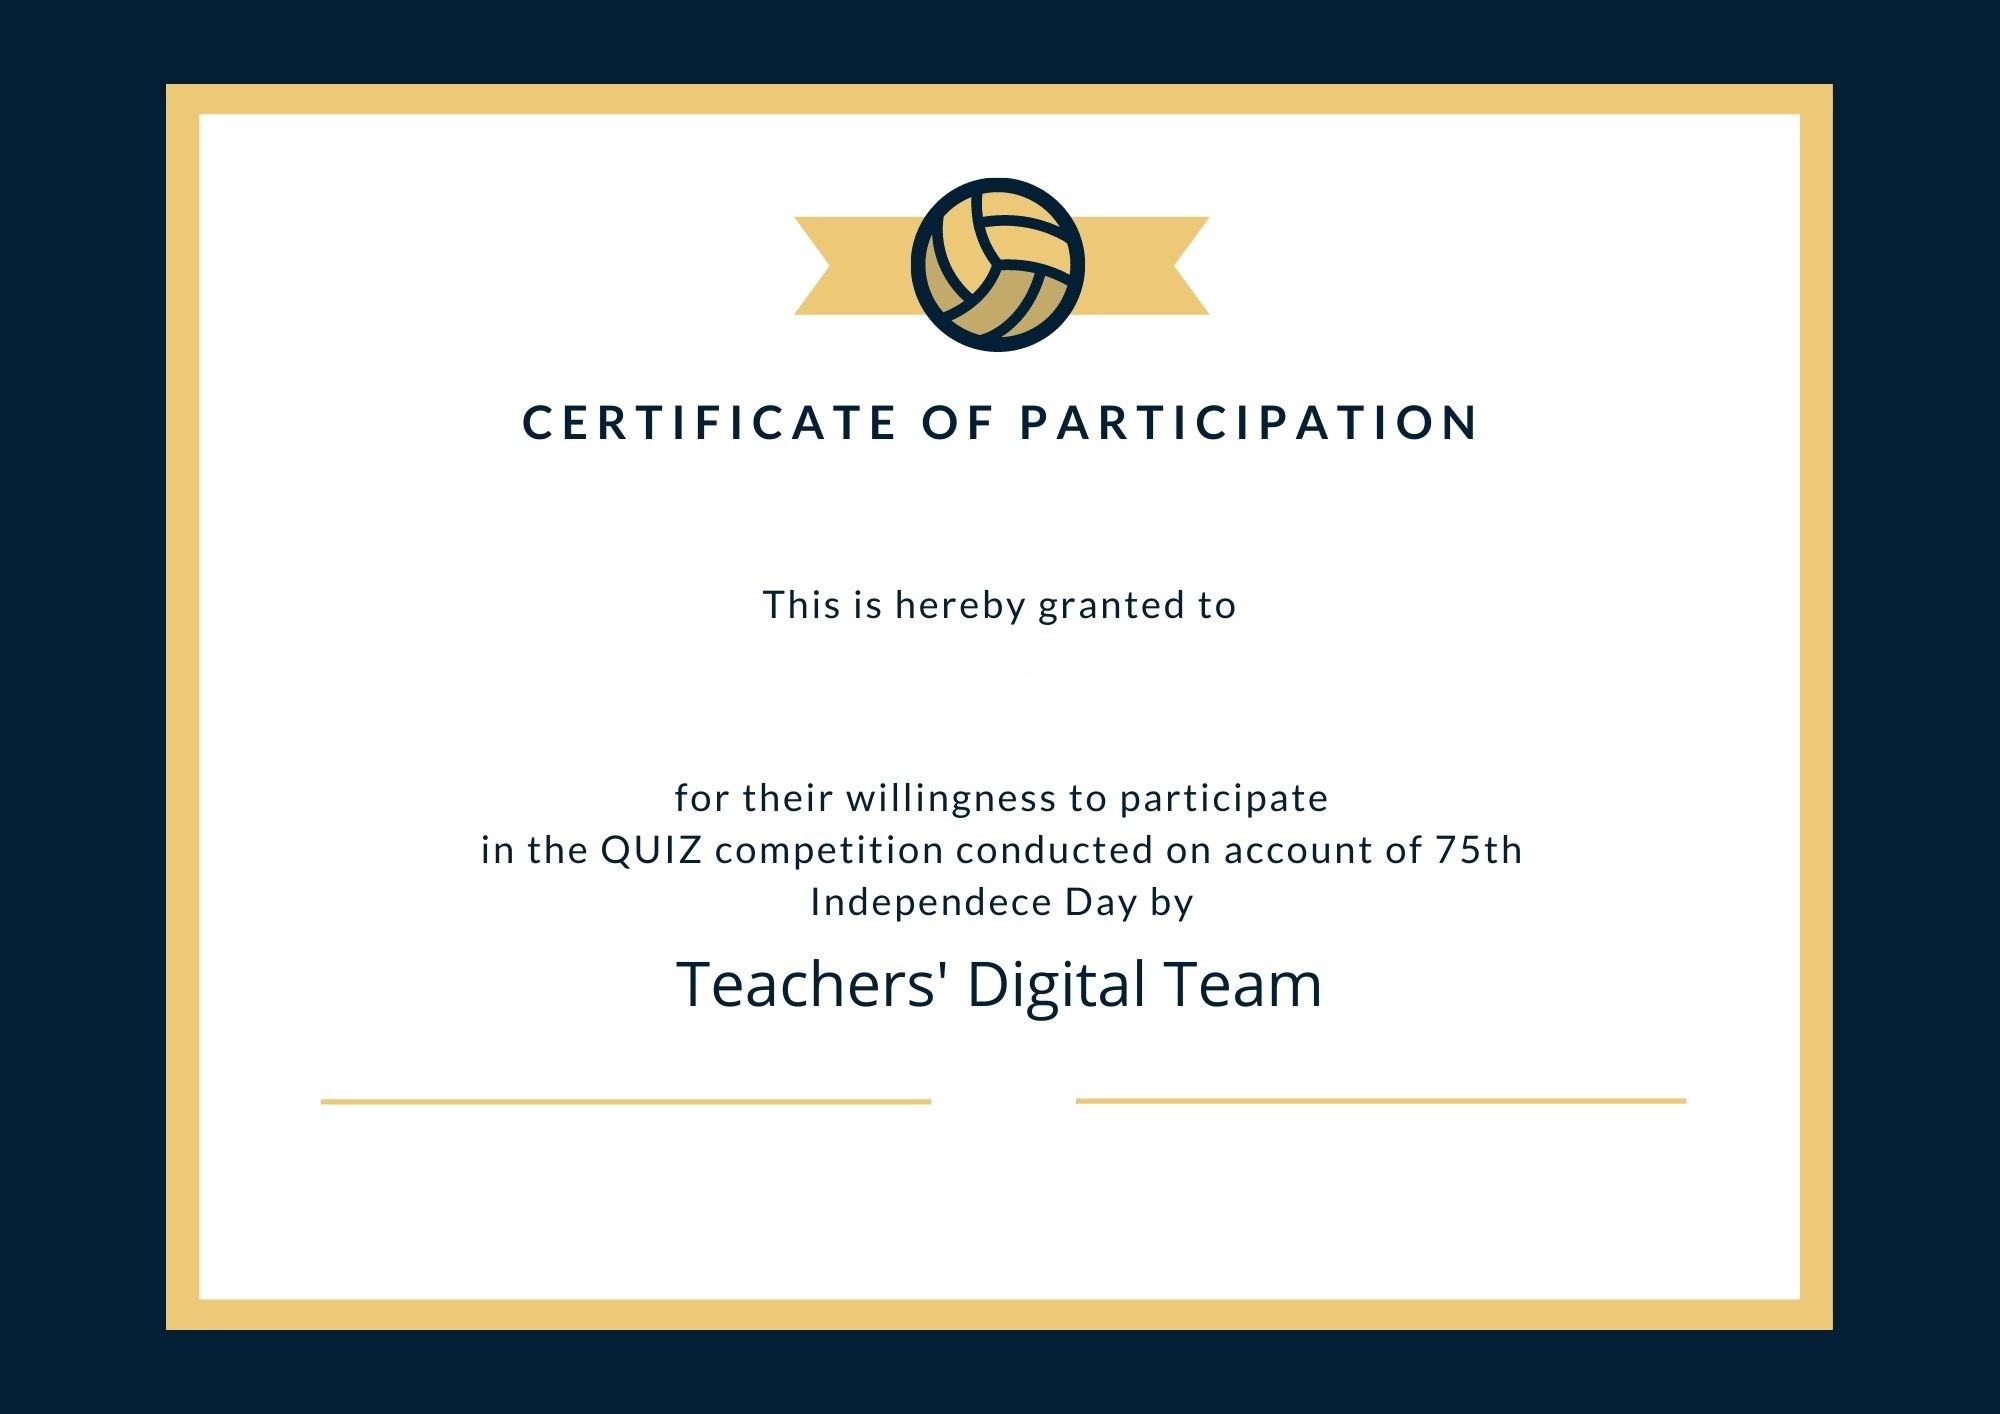 CERTIFICATE OF PARTICIPATION
This is hereby granted to
for their willingness to participate
in the QUIZ competition conducted on account of 75th
Independece Day by
Teachers' Digital Team